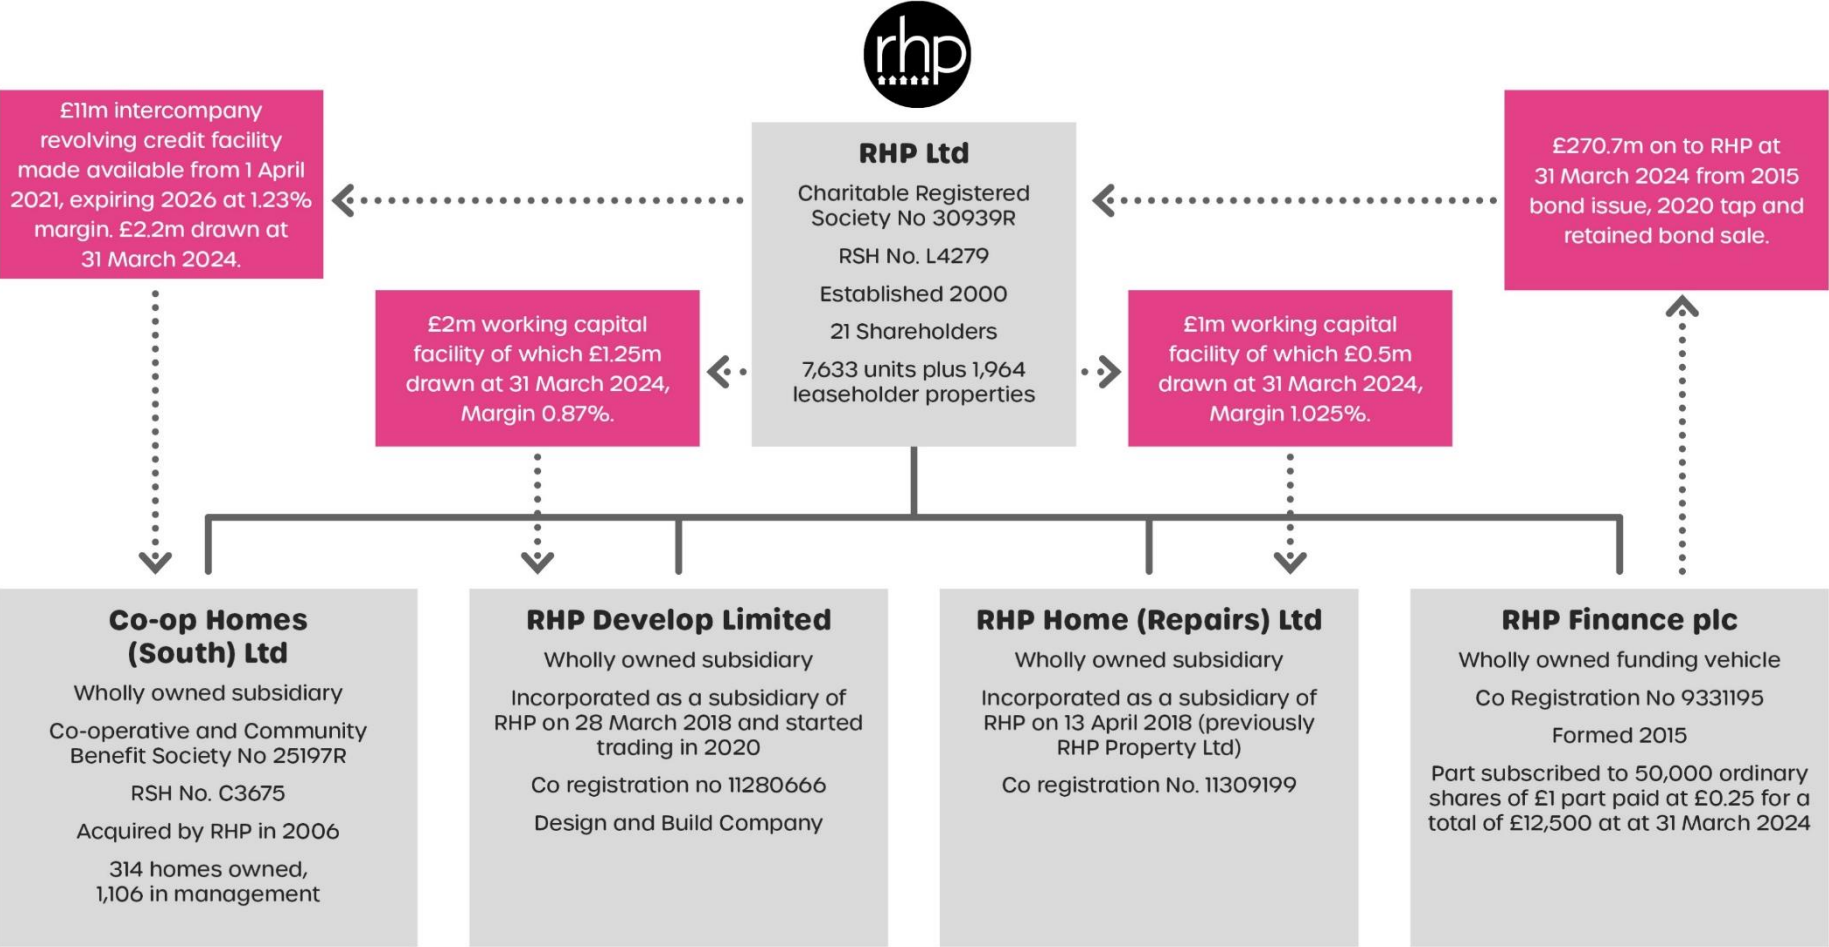 rhp
£11m intercompany
revolving credit facility
made available from 1 April
2021, expiring 2026 at 1.23%
margin. £2.2m drawn at
31 March 2024.
£2m working capital
facility of which £1.25m
drawn at 31 March 2024,
Margin 0.87%.
RHP Ltd
Charitable Registered
Society No 30939R
RSH No. L4279
Established 2000
21 Shareholders
7,633 units plus 1,964
leaseholder properties
£1m working capital
facility of which £0.5m
drawn at 31 March 2024,
Margin 1.025%.
£270.7m on to RHP at
31 March 2024 from 2015
bond issue, 2020 tap and
retained bond sale.
Co-op Homes
(South) Ltd
Wholly owned subsidiary
Co-operative and Community
Benefit Society No 25197R
RSH No. C3675
Acquired by RHP in 2006
314 homes owned,
1,106 in management
RHP Develop Limited
Wholly owned subsidiary
Incorporated as a subsidiary of
RHP on 28 March 2018 and started
trading in 2020
Co registration no 11280666
Design and Build Company
RHP Home (Repairs) Ltd
Wholly owned subsidiary
Incorporated as a subsidiary of
RHP on 13 April 2018 (previously
RHP Property Ltd)
Co registration No. 11309199
RHP Finance plc
Wholly owned funding vehicle
Co Registration No 9331195
Formed 2015
Part subscribed to 50,000 ordinary
shares of £1 part paid at £0.25 for a
total of £12,500 at at 31 March 2024